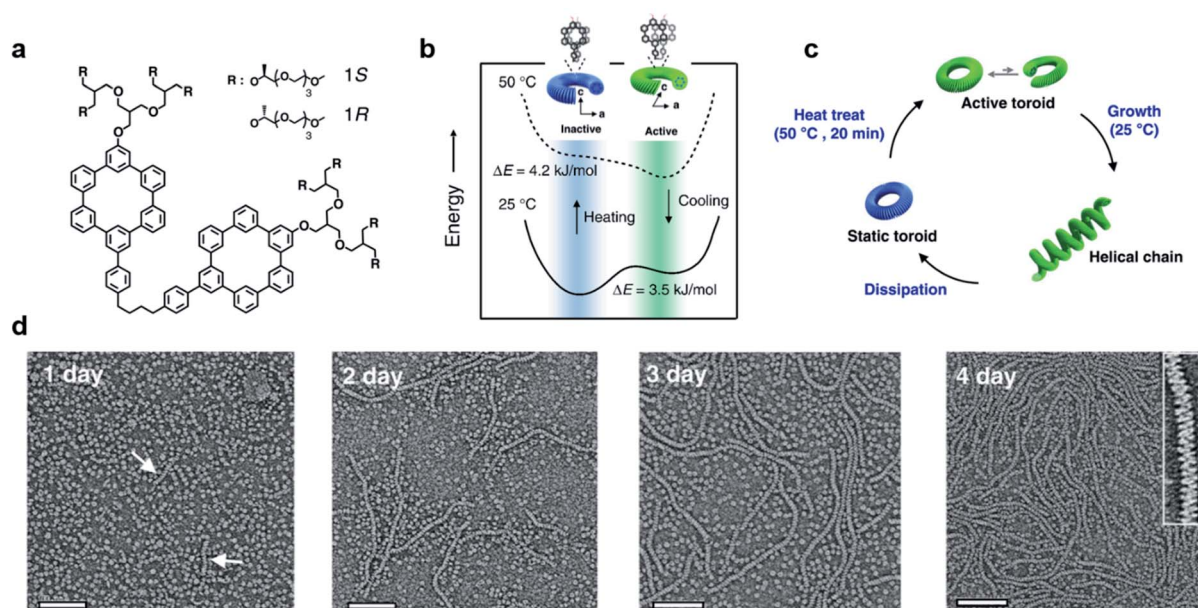 a
R
R
R
R
O
O
O
R : O (O)3 O 1S
O (O)3 O 1R
R
R
O
O
O
R
R
b
50 °C
c
a
Inactive
c
a
Active
ΔE = 4.2 kJ/mol
25 °C
Heating
Cooling
ΔE = 3.5 kJ/mol
Energy
c
Active toroid
Heat treat
(50 °C , 20 min)
Growth
(25 °C)
Static toroid
Helical chain
Dissipation
d
1 day
2 day
3 day
4 day